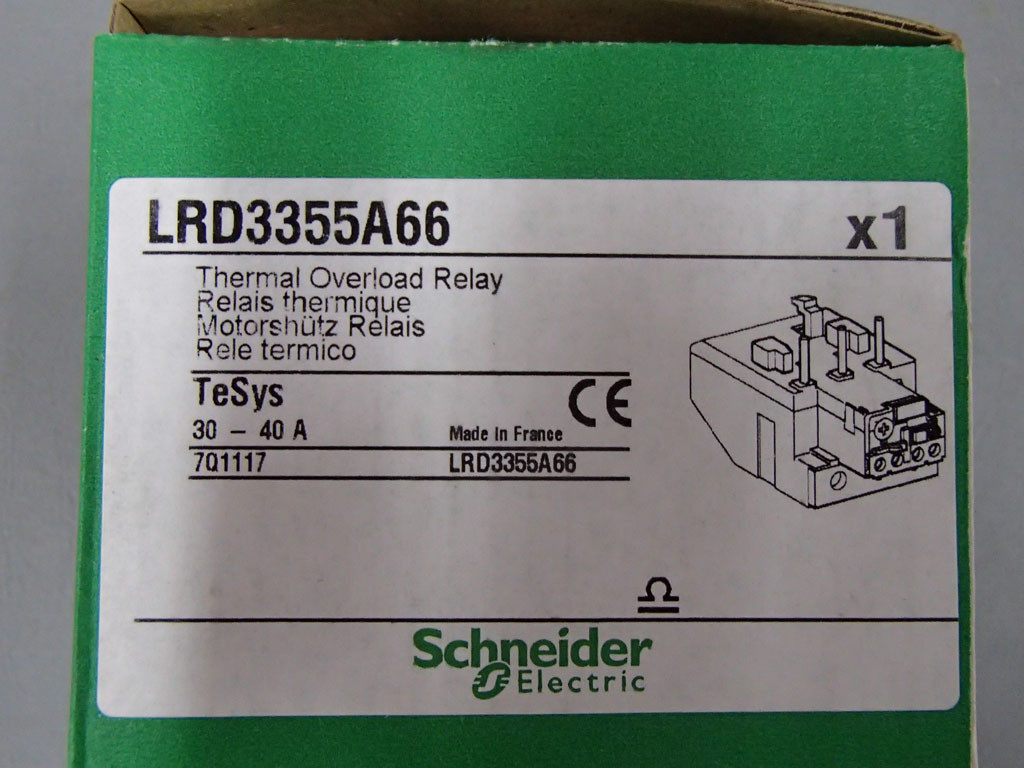 LRD3355A66 x1
Thermal Overload Relay
Relais thermique
Motorshütz Relais
Rele termico
TeSys CE
30 - 40 A Made in France
7Q1117 LRD3355A66
Schneider
Electric